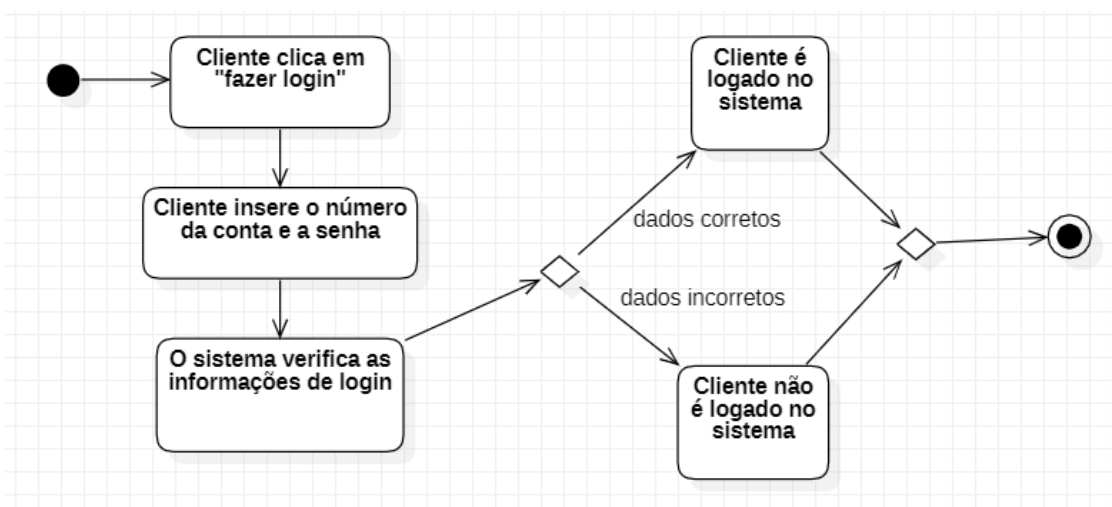 Cliente clica em
"fazer login"
Cliente insere o número
da conta e a senha
O sistema verifica as
informações de login
dados corretos
dados incorretos
Cliente é
logado no
sistema
Cliente não
é logado no
sistema